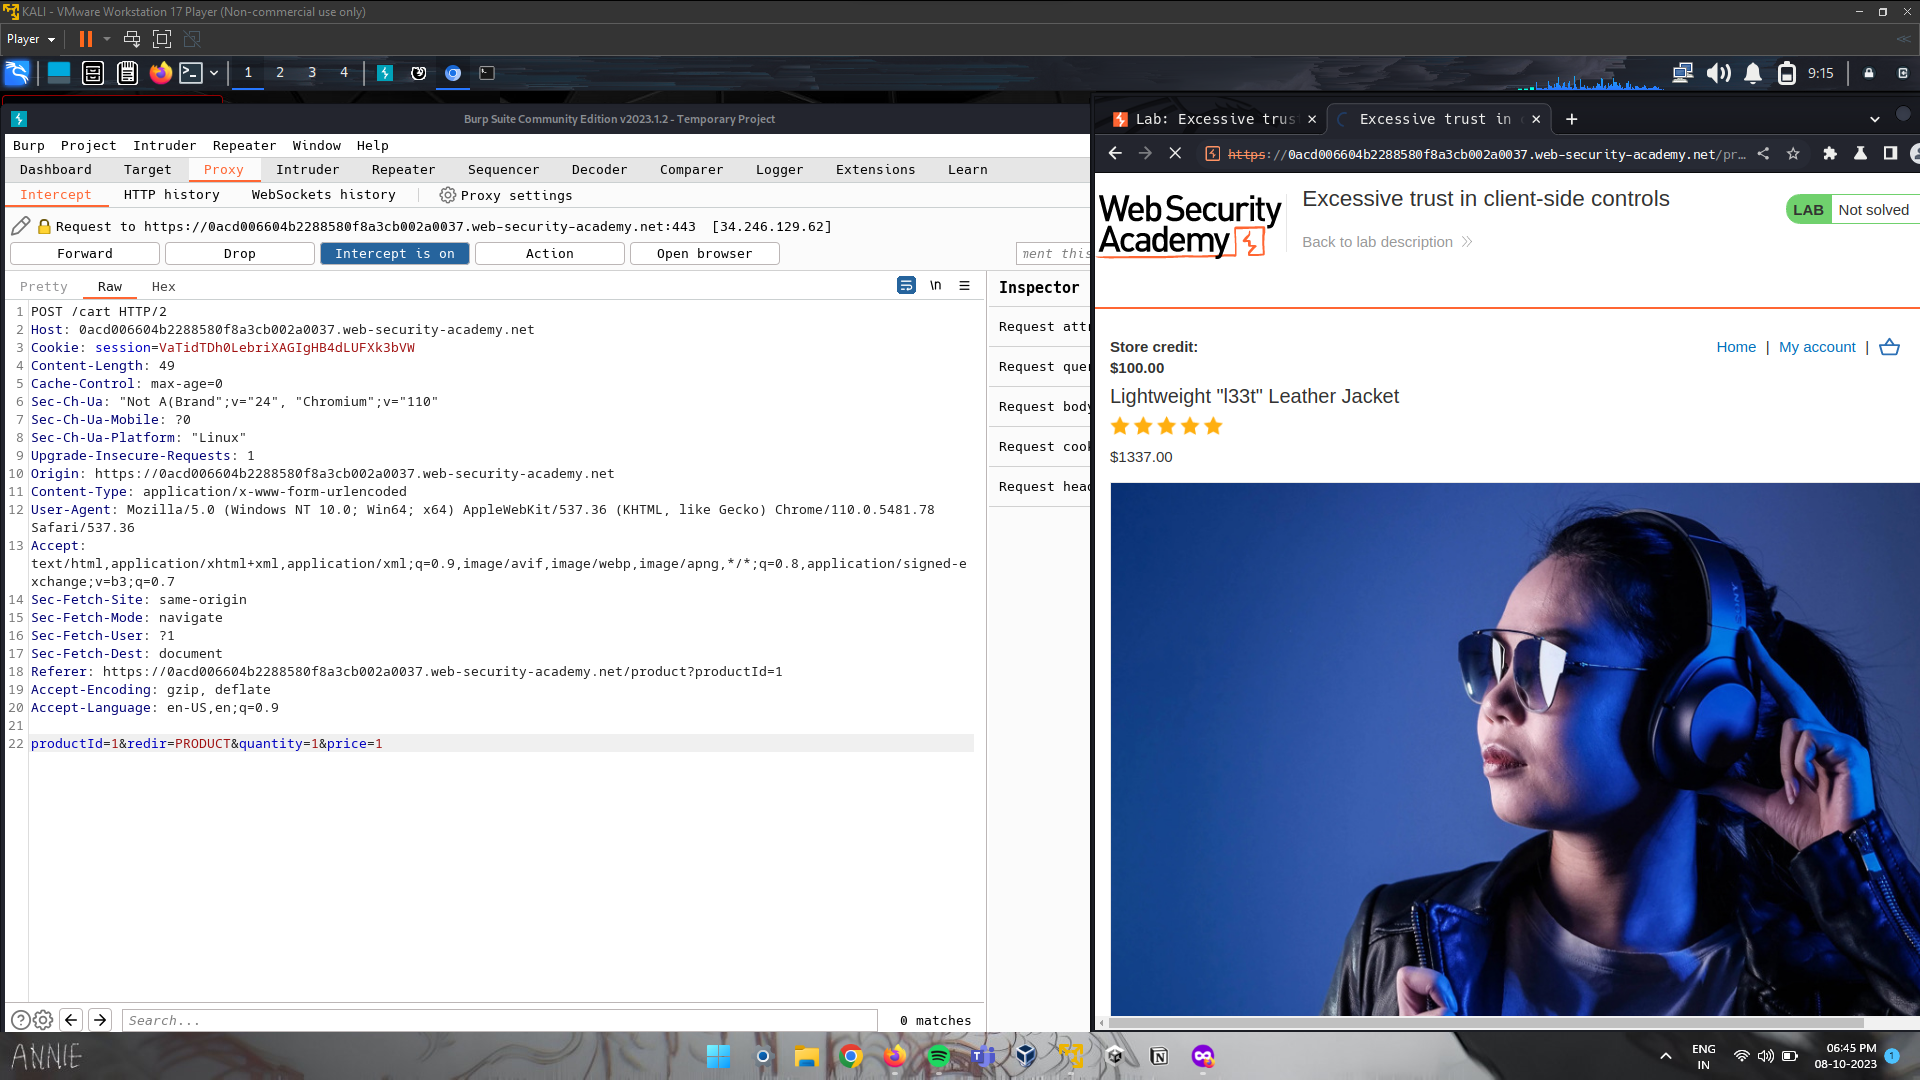 KALI - VMware Workstation 17 Player (Non-commercial use only)
Player
1 2 3 4
9:15
Burp Suite Community Edition v2023.1.2 - Temporary Project
Burp Project Intruder Repeater Window Help
Dashboard Target Proxy Intruder Repeater Sequencer Decoder Comparer Logger Extensions Learn
Intercept HTTP history WebSockets history Proxy settings
Request to https://0acd006604b2288580f8a3cb002a0037.web-security-academy.net:443 [34.246.129.62]
Forward Drop Intercept is on Action Open browser
Pretty Raw Hex \n
1 POST /cart HTTP/2
2 Host: 0acd006604b2288580f8a3cb002a0037.web-security-academy.net
3 Cookie: session=VaTidTDh0LebriXAGIgHB4dLUFXk3bVW
4 Content-Length: 49
5 Cache-Control: max-age=0
6 Sec-Ch-Ua: "Not A(Brand";v="24", "Chromium";v="110"
7 Sec-Ch-Ua-Mobile: ?0
8 Sec-Ch-Ua-Platform: "Linux"
9 Upgrade-Insecure-Requests: 1
10 Origin: https://0acd006604b2288580f8a3cb002a0037.web-security-academy.net
11 Content-Type: application/x-www-form-urlencoded
12 User-Agent: Mozilla/5.0 (Windows NT 10.0; Win64; x64) AppleWebKit/537.36 (KHTML, like Gecko) Chrome/110.0.5481.78
Safari/537.36
13 Accept:
text/html,application/xhtml+xml,application/xml;q=0.9,image/avif,image/webp,image/apng,*/*;q=0.8,application/signed-e
xchange;v=b3;q=0.7
14 Sec-Fetch-Site: same-origin
15 Sec-Fetch-Mode: navigate
16 Sec-Fetch-User: ?1
17 Sec-Fetch-Dest: document
18 Referer: https://0acd006604b2288580f8a3cb002a0037.web-security-academy.net/product?productId=1
19 Accept-Encoding: gzip, deflate
20 Accept-Language: en-US,en;q=0.9
21
22 productId=1&redir=PRODUCT&quantity=1&price=1
Search... 0 matches
ment this
Inspector
Request attr
Request quer
Request body
Request cook
Request head
Lab: Excessive trus
Excessive trust in c
https://0acd006604b2288580f8a3cb002a0037.web-security-academy.net/pr...
Web Security
Academy
Excessive trust in client-side controls
Back to lab description
LAB Not solved
Store credit:
$100.00
Home | My account |
Lightweight "l33t" Leather Jacket
$1337.00
SONY
ANNIE
ENG
IN
06:45 PM
08-10-2023
1